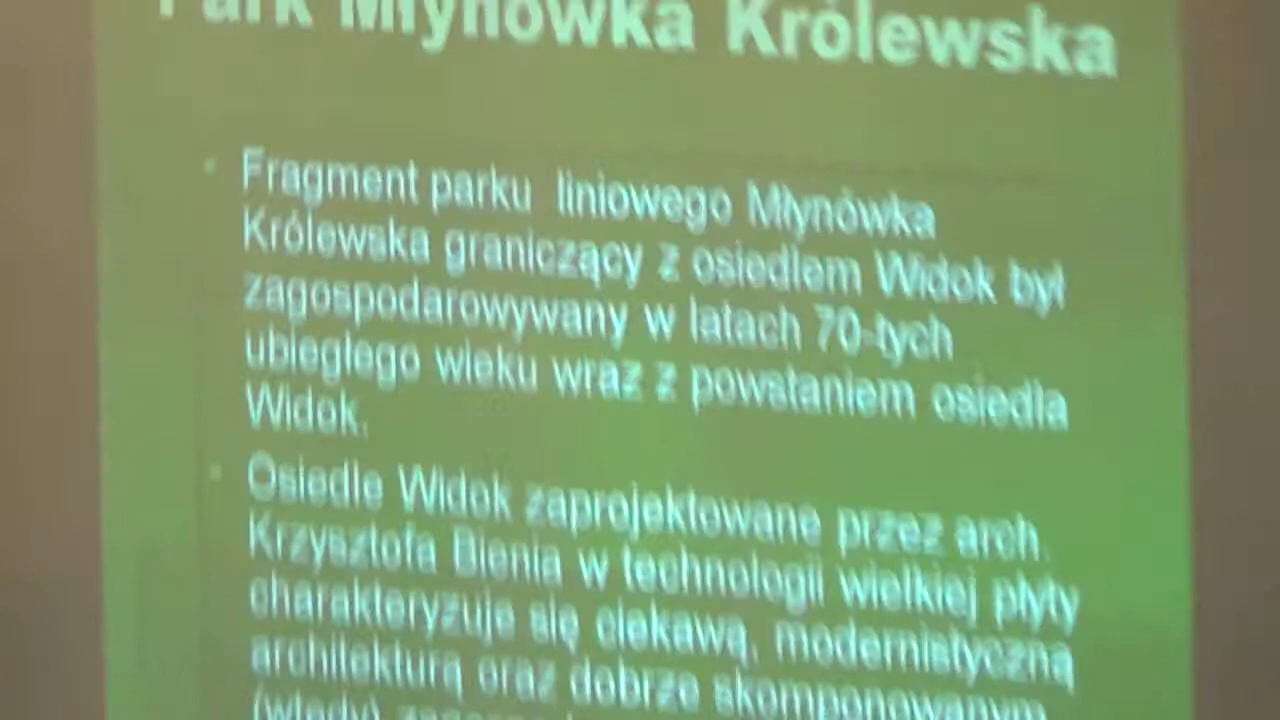 Park Młynówka Królewska
Fragment parku liniowego Młynówka
Królewska graniczący z osiedlem Widok był
zagospodarowywany w latach 70-tych
ubiegłego wieku wraz z powstaniem osiedla
Widok.
Osiedle Widok zaprojektowane przez arch.
Krzysztofa Bienia w technologii wielkiej płyty
charakteryzuje się ciekawą, modernistyczną
architekturą oraz dobrze skomponowanym
(wtedy)